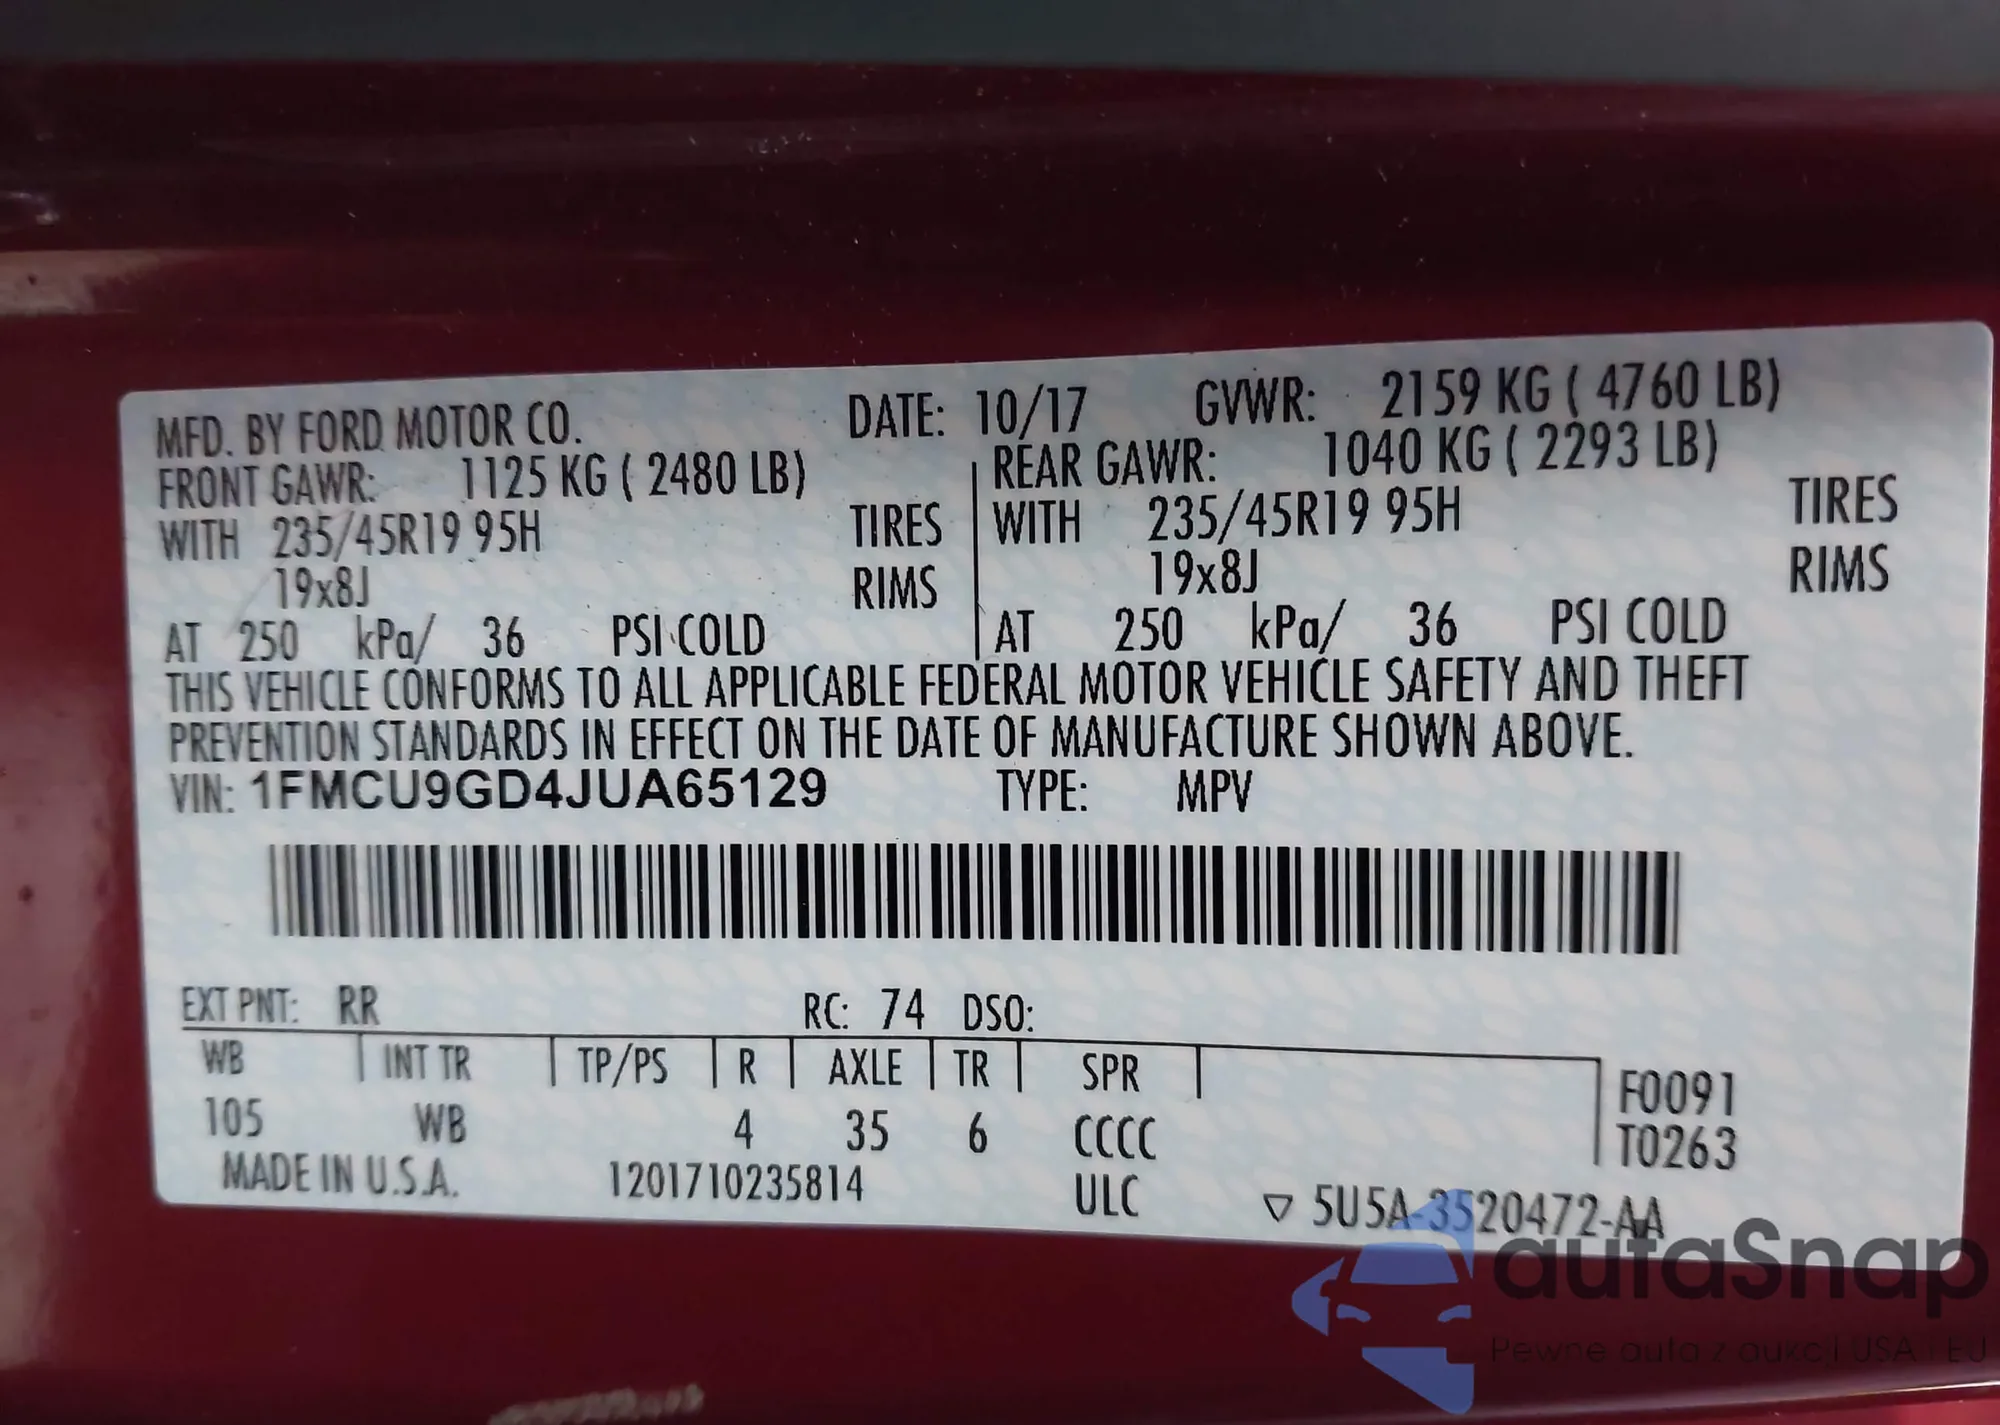 MFD. BY FORD MOTOR CO. DATE: 10/17 GVWR: 2159 KG ( 4760 LB)
FRONT GAWR: 1125 KG ( 2480 LB) REAR GAWR: 1040 KG ( 2293 LB)
WITH 235/45R19 95H TIRES WITH 235/45R19 95H TIRES
19x8J RIMS 19x8J RIMS
AT 250 kPa/ 36 PSI COLD AT 250 kPa/ 36 PSI COLD
THIS VEHICLE CONFORMS TO ALL APPLICABLE FEDERAL MOTOR VEHICLE SAFETY AND THEFT
PREVENTION STANDARDS IN EFFECT ON THE DATE OF MANUFACTURE SHOWN ABOVE.
VIN: 1FMCU9GD4JUA65129 TYPE: MPV
EXT PNT: RR RC: 74 DSO:
WB INT TR TP/PS R AXLE TR SPR F0091
105 WB 4 35 6 CCCC T0263
MADE IN U.S.A. 1201710235814 ULC ▽ 5U5A-3520472-AA
autaSnap
Pewne auta z aukcji USA i EU